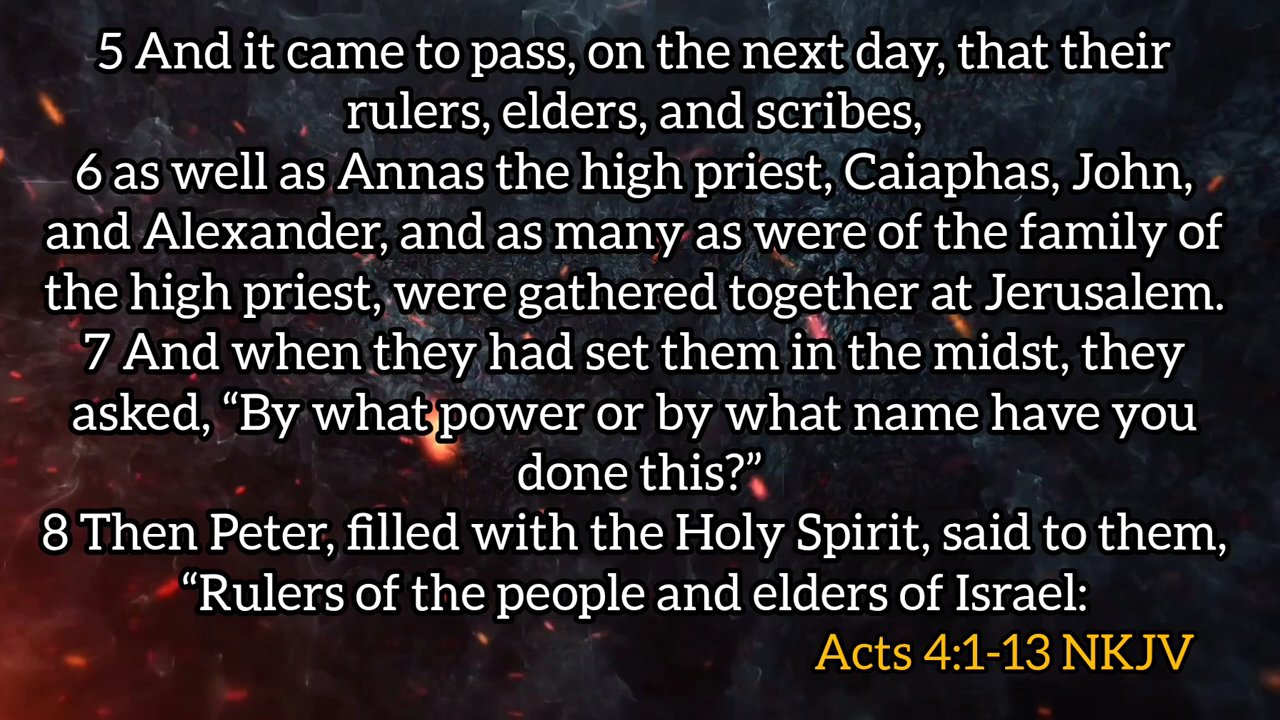 5 And it came to pass, on the next day, that their
rulers, elders, and scribes,
6 as well as Annas the high priest, Caiaphas, John,
and Alexander, and as many as were of the family of
the high priest, were gathered together at Jerusalem.
7 And when they had set them in the midst, they
asked, “By what power or by what name have you
done this?”
8 Then Peter, filled with the Holy Spirit, said to them,
“Rulers of the people and elders of Israel:
Acts 4:1-13 NKJV